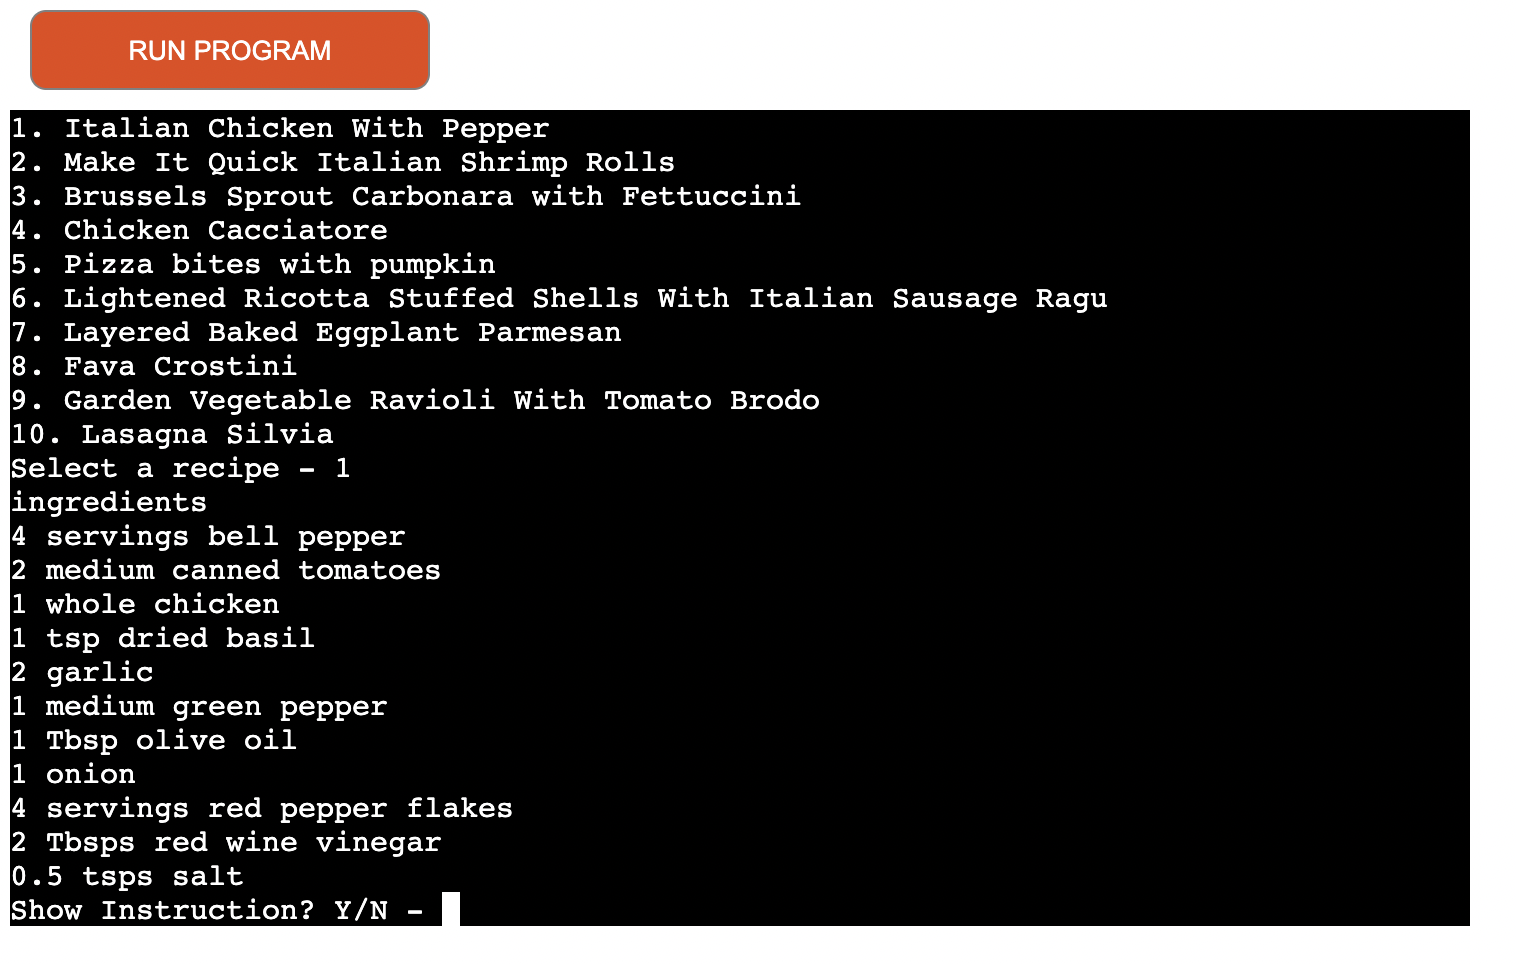 RUN PROGRAM
1. Italian Chicken With Pepper
2. Make It Quick Italian Shrimp Rolls
3. Brussels Sprout Carbonara with Fettuccini
4. Chicken Cacciatore
5. Pizza bites with pumpkin
6. Lightened Ricotta Stuffed Shells With Italian Sausage Ragu
7. Layered Baked Eggplant Parmesan
8. Fava Crostini
9. Garden Vegetable Ravioli With Tomato Brodo
10. Lasagna Silvia
Select a recipe - 1
ingredients
4 servings bell pepper
2 medium canned tomatoes
1 whole chicken
1 tsp dried basil
2 garlic
1 medium green pepper
1 Tbsp olive oil
1 onion
4 servings red pepper flakes
2 Tbsps red wine vinegar
0.5 tsps salt
Show Instruction? Y/N -